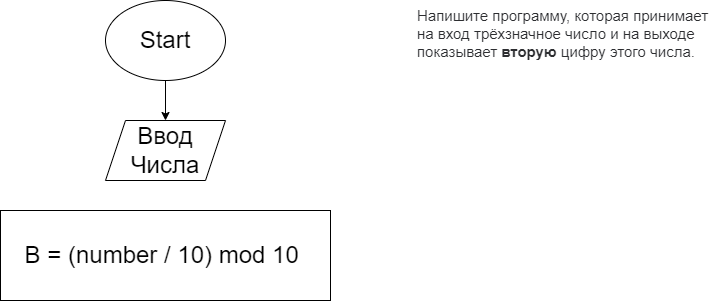 Start
Ввод
Числа
B = (number / 10) mod 10
Напишите программу, которая принимает
на вход трёхзначное число и на выходе
показывает вторую цифру этого числа.